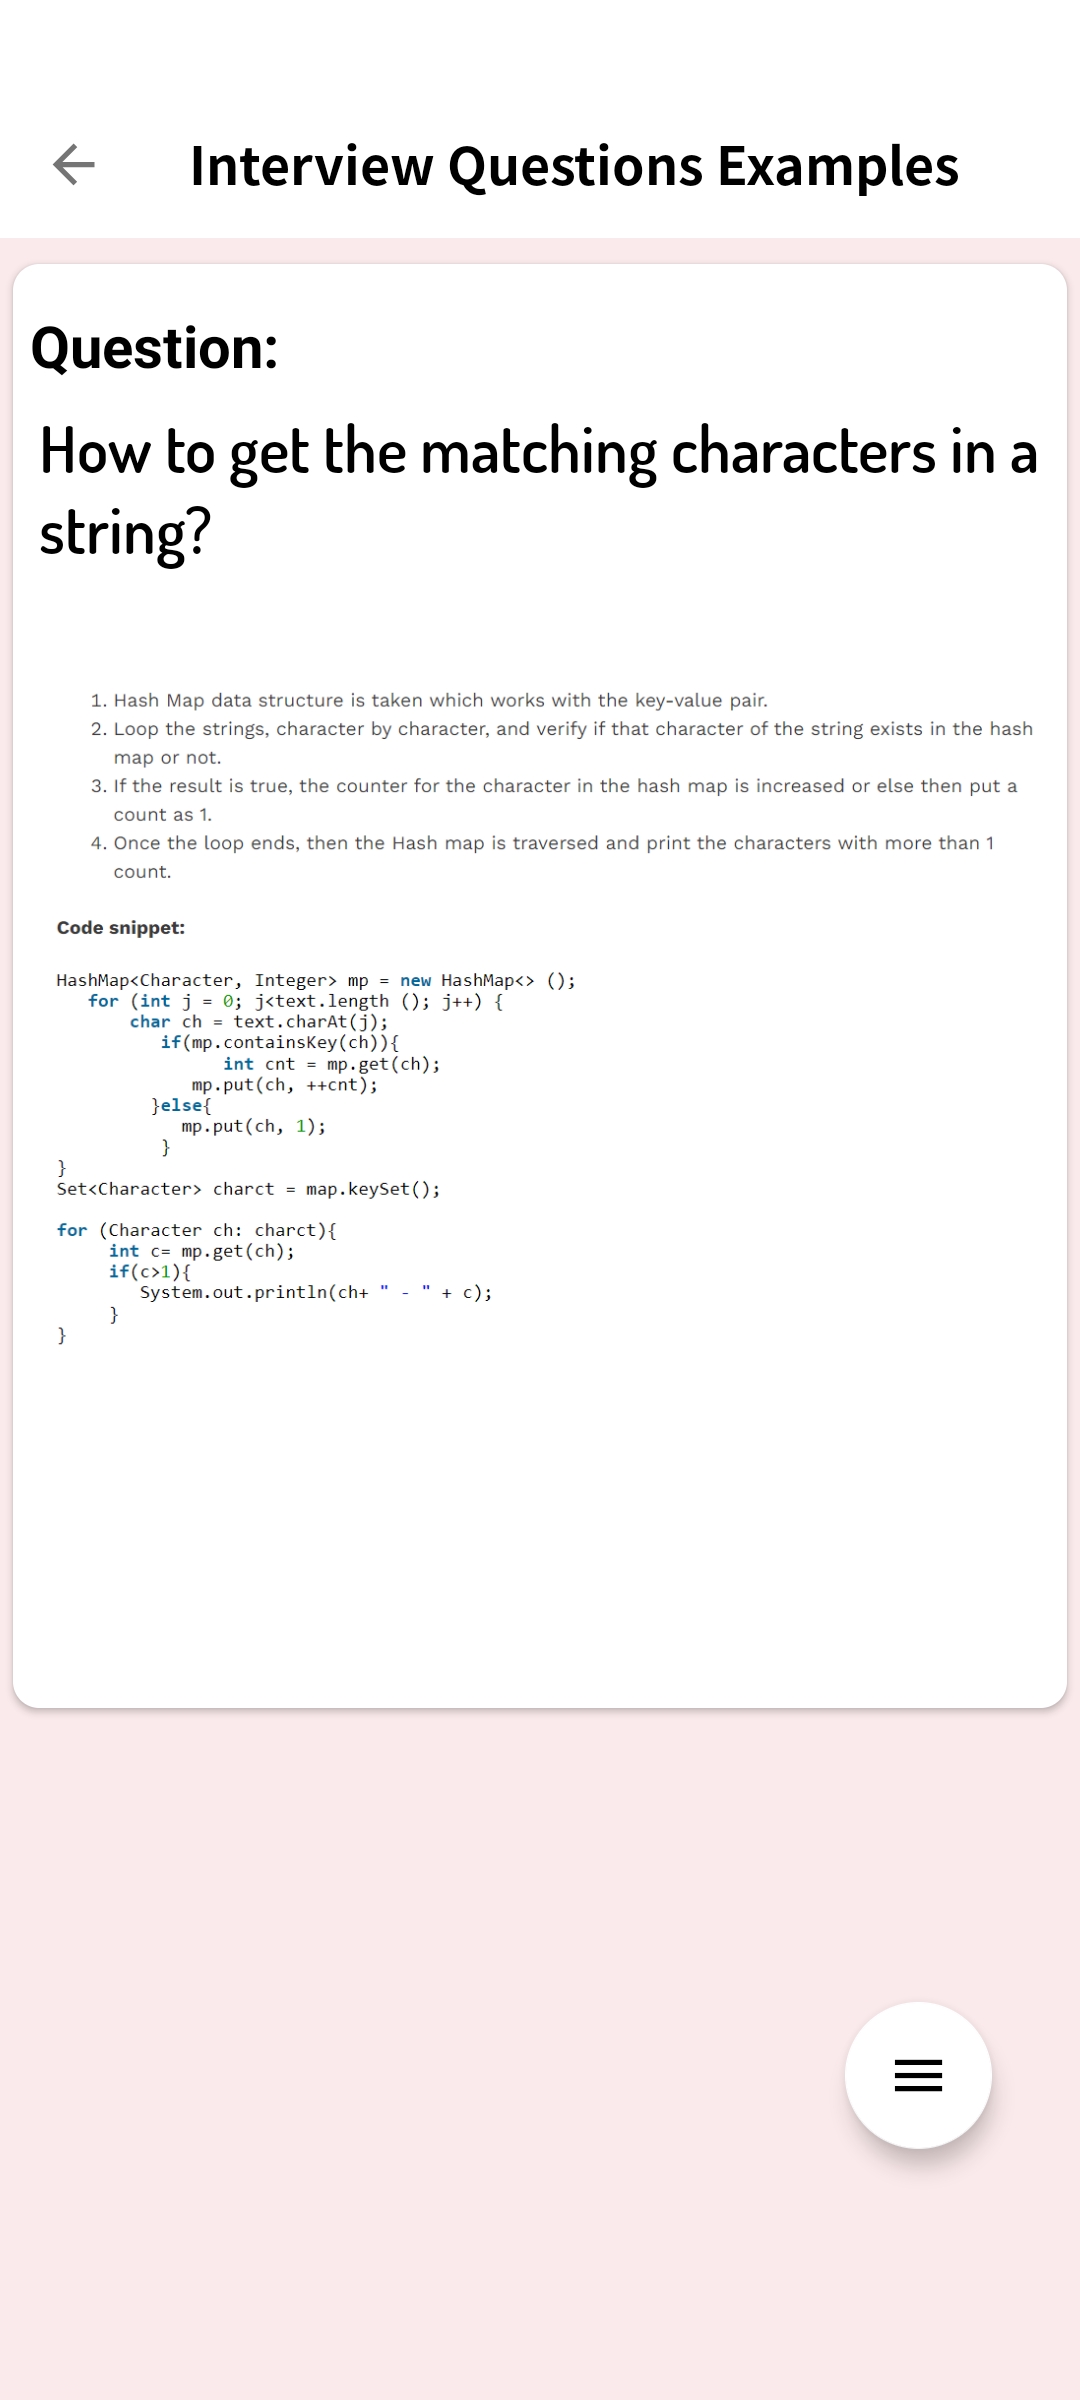 Interview Questions Examples
Question:
How to get the matching characters in a
string?
1. Hash Map data structure is taken which works with the key-value pair.
2. Loop the strings, character by character, and verify if that character of the string exists in the hash
map or not.
3. If the result is true, the counter for the character in the hash map is increased or else then put a
count as 1.
4. Once the loop ends, then the Hash map is traversed and print the characters with more than 1
count.
Code snippet:
HashMap<Character, Integer> mp = new HashMap<> ();
for (int j = 0; j<text.length (); j++) {
char ch = text.charAt(j);
if(mp.containsKey(ch)){
int cnt = mp.get(ch);
mp.put(ch, ++cnt);
}else{
mp.put(ch, 1);
}
}
Set<Character> charct = map.keySet();
for (Character ch: charct){
int c= mp.get(ch);
if(c>1){
System.out.println(ch+ " - " + c);
}
}